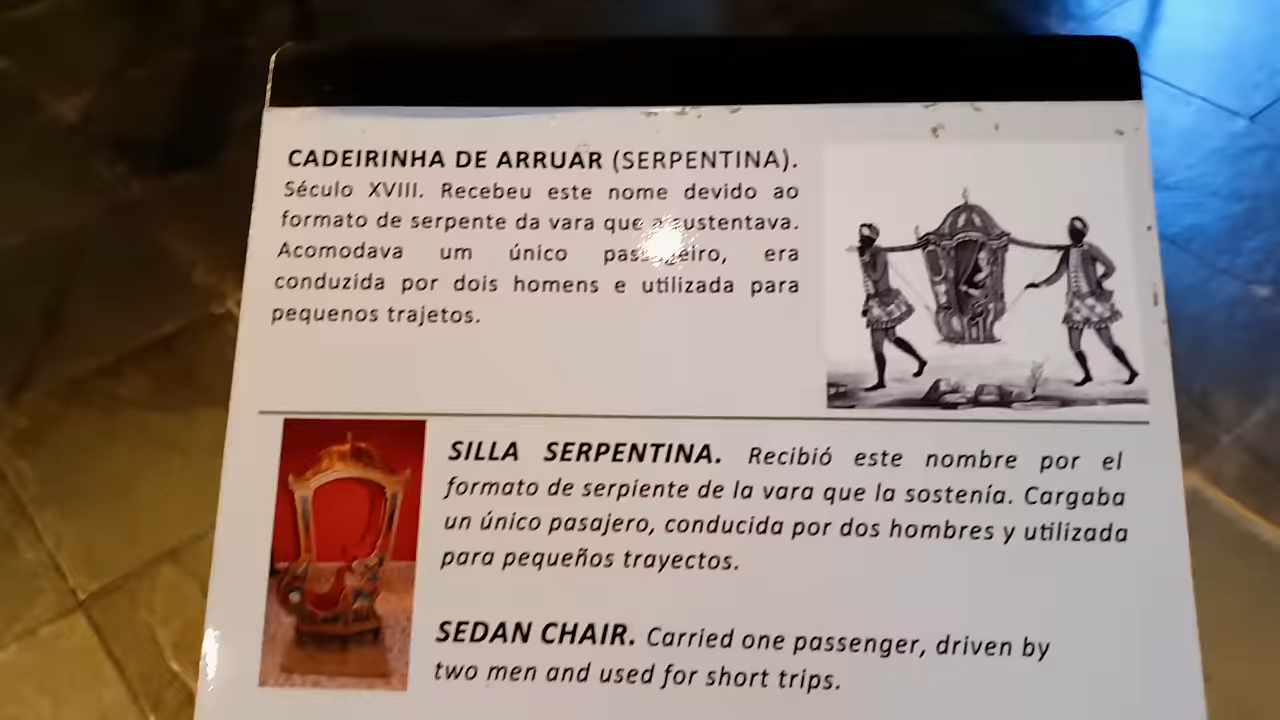 CADEIRINHA DE ARRUAR (SERPENTINA).
Século XVIII. Recebeu este nome devido ao
formato de serpente da vara que a sustentava.
Acomodava um único passageiro, era
conduzida por dois homens e utilizada para
pequenos trajetos.
SILLA SERPENTINA. Recibió este nombre por el
formato de serpiente de la vara que la sostenía. Cargaba
un único pasajero, conducida por dos hombres y utilizada
para pequeños trayectos.
SEDAN CHAIR. Carried one passenger, driven by
two men and used for short trips.